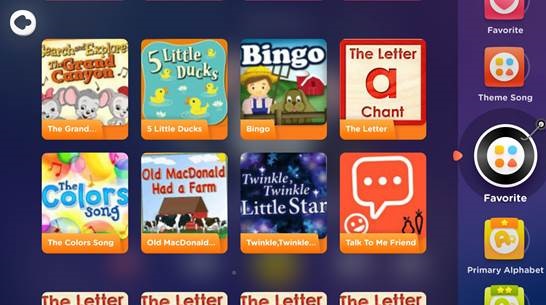 Search and Explore
The Grand
Canyon
The Grand...
5 Little
Ducks
5 Little Ducks
Bingo
Bingo
The Letter
a
Chant
The Letter
The
Colors
song
The Colors Song
Old MacDonald
Had a Farm
Old MacDonald...
Twinkle,
Twinkle
Little Star
Twinkle,Twinkle...
Talk To Me Friend
The Letter
The Letter
The Letter
The Letter
Favorite
Theme Song
Favorite
Primary Alphabet